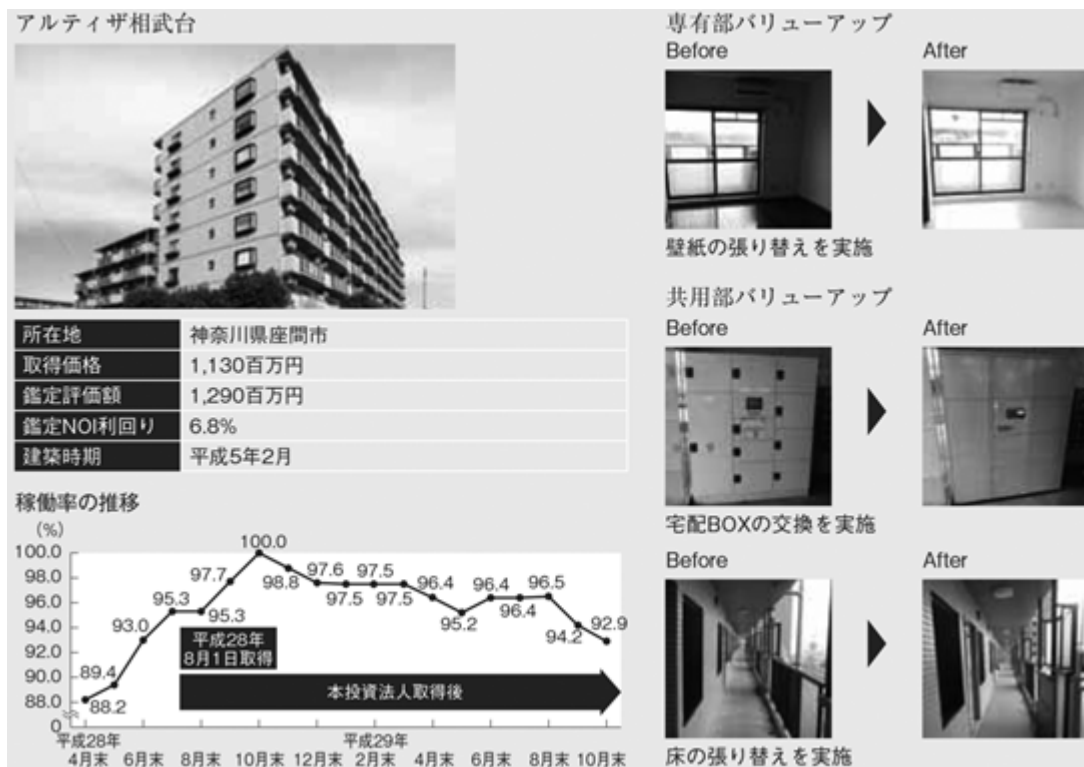 アルティザ相武台
所在地 神奈川県座間市
取得価格 1,130百万円
鑑定評価額 1,290百万円
鑑定NOI利回り 6.8%
建築時期 平成5年2月
稼働率の推移
(%)
100.0
98.0
96.0
94.0
92.0
90.0
88.0
0
88.2
89.4
93.0
95.3
95.3
97.7
100.0
98.8
97.6
97.5
97.5
97.5
96.4
95.2
96.4
96.4
96.5
94.2
92.9
平成28年
8月1日取得
本投資法人取得後
平成28年 平成29年
4月末 6月末 8月末 10月末 12月末 2月末 4月末 6月末 8月末 10月末
専有部バリューアップ
Before After
壁紙の張り替えを実施
共用部バリューアップ
Before After
宅配BOXの交換を実施
Before After
床の張り替えを実施